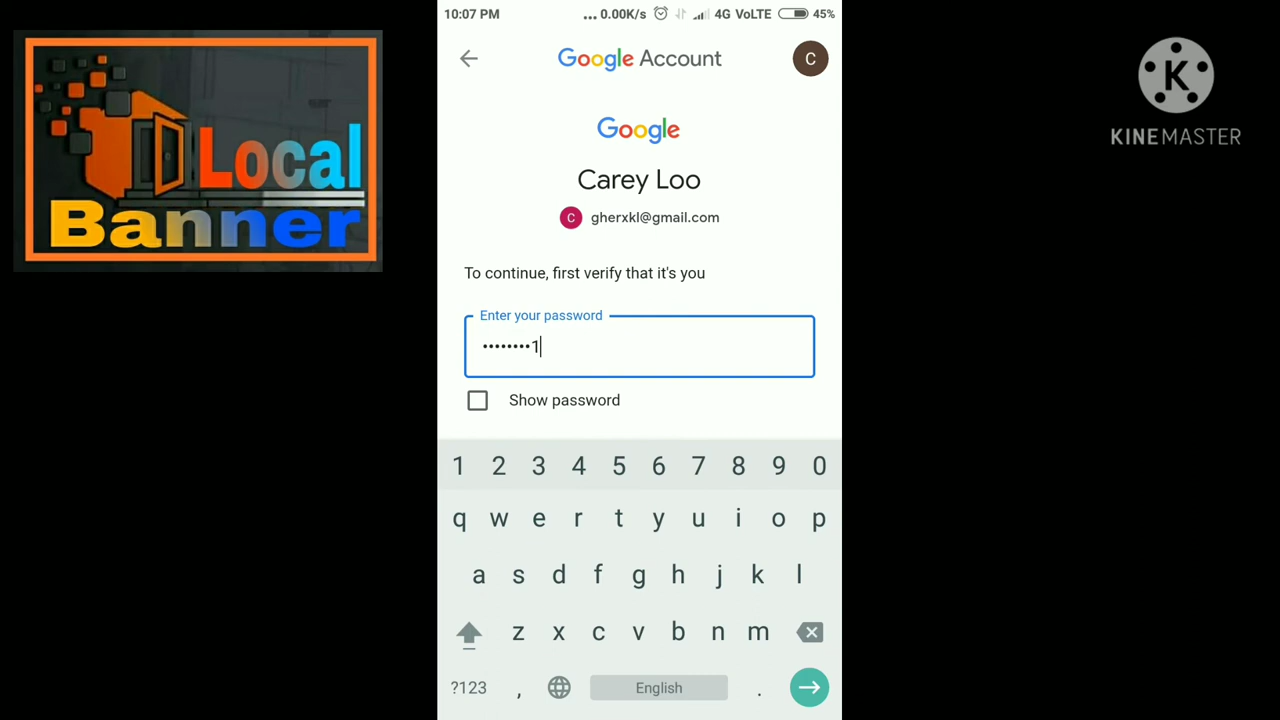 Local
Banner
10:07 PM
... 0.00K/s
4G VoLTE
45%
Google Account
C
Google
Carey Loo
C gherxkl@gmail.com
To continue, first verify that it's you
Enter your password
••••••••1
Show password
1 2 3 4 5 6 7 8 9 0
q w e r t y u i o p
a s d f g h j k l
z x c v b n m
?123 , English .
K
KINEMASTER